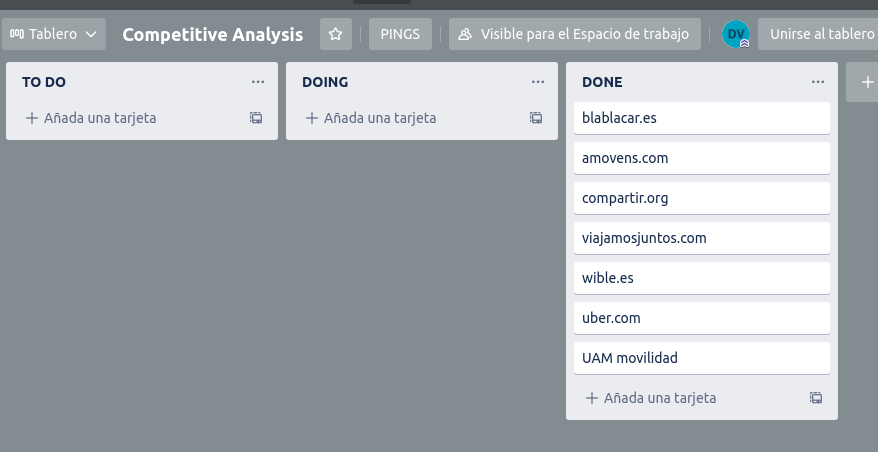 Tablero
Competitive Analysis
PINGS
Visible para el Espacio de trabajo
DV
Unirse al tablero
TO DO
Añada una tarjeta
DOING
Añada una tarjeta
DONE
blablacar.es
amovens.com
compartir.org
viajamosjuntos.com
wible.es
uber.com
UAM movilidad
Añada una tarjeta